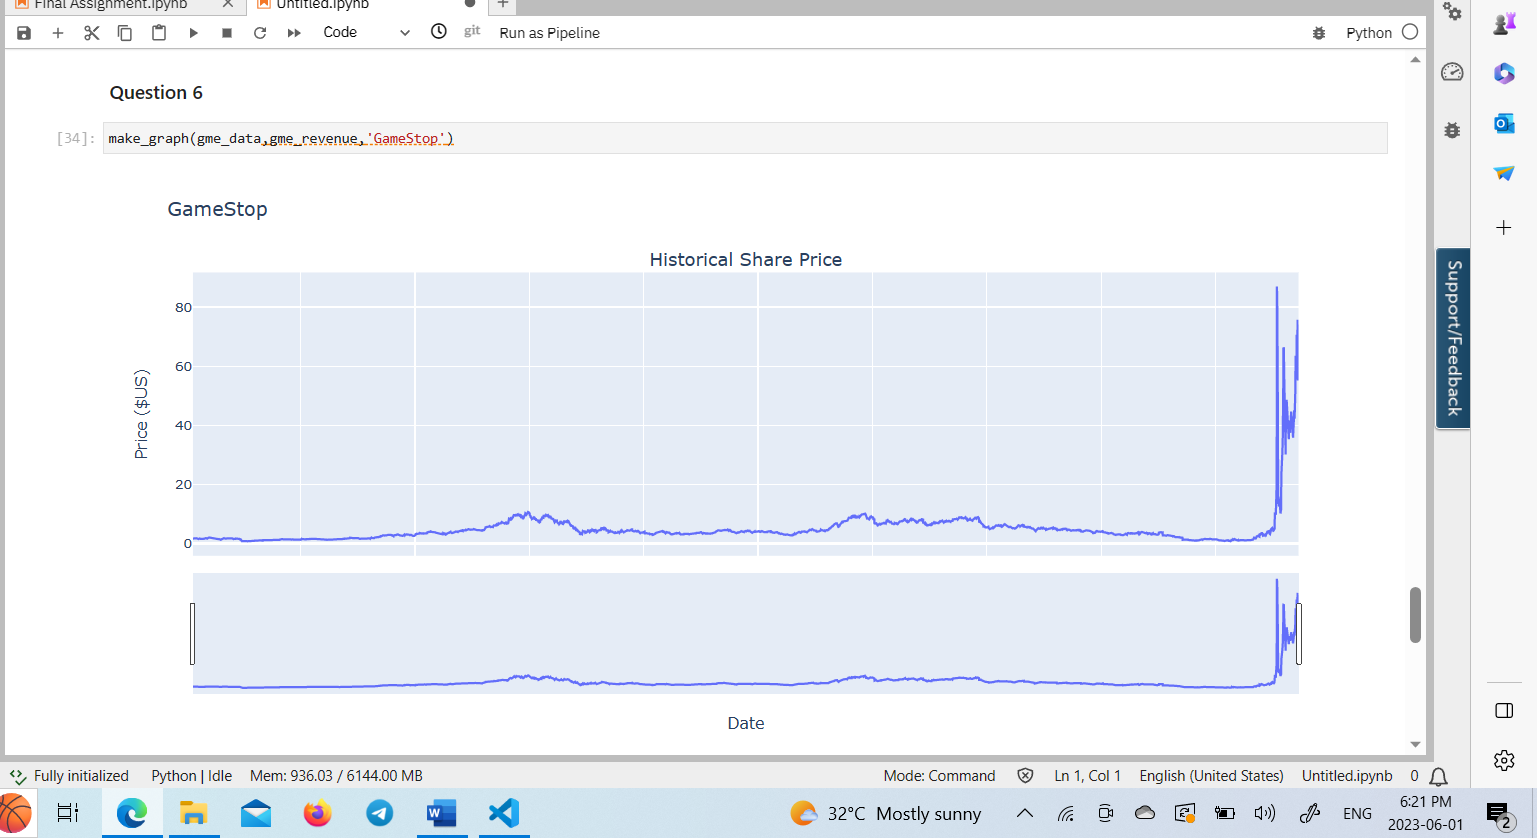 Final Assignment.ipynb
Untitled.ipynb
Code
git
Run as Pipeline
Python
Question 6
[34]:
make_graph(gme_data,gme_revenue,'GameStop')
GameStop
Historical Share Price
80
60
40
20
0
Price ($US)
Date
Support/Feedback
Fully initialized
Python | Idle
Mem: 936.03 / 6144.00 MB
Mode: Command
Ln 1, Col 1
English (United States)
Untitled.ipynb
0
32°C Mostly sunny
ENG
6:21 PM
2023-06-01
2